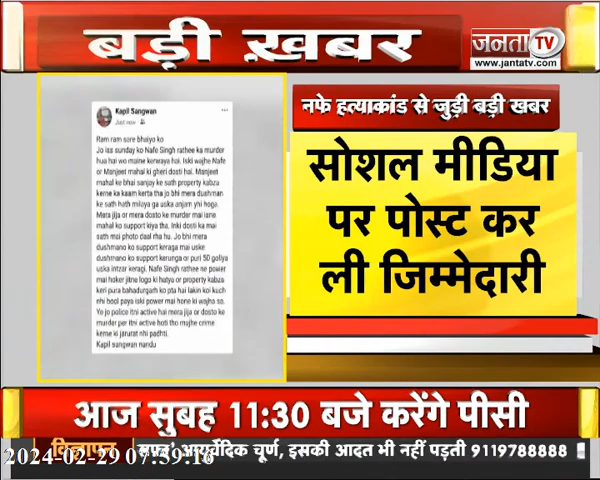 बड़ी ख़बर
जनता TV
www.jantatv.com
Kapil Sangwan
Just now
Ram ram sare bhaiyo ko
Jo iss sunday ko Nafe Singh rathee ka murder
hua hai wo maine kerwaya hai. Iski wajhe Nafe
or Manjeet mahal ki gheri dosti hai. Manjeet
mahal ke bhai sanjay ke sath property kabza
kerne ka kaam kerta tha jo bhi mera dushman
ke sath hath milaya ga uska anjam yhi hoga.
Mera jija or mera dosto ke murder mai isne
mahal ko support kiya tha. Inki dosti ka mai
sath mai photo daal rha hu. Jo bhi mera
dushmano ko support keraga mai uske
dushmano ko support kerunga or puri 50 goliya
uska intzar keragi. Nafe Singh rathee ne power
mai hoker jitne logo ki hatya or property kabza
keri pura bahadurgarh ko pta hai lakin koi kuch
nhi bool paya iski power mai hone ki wajha so.
Ye jo police itni active hai mera jija or dosto ke
murder per itni active hoti tho mujhe crime
kerne ki jarurat nhi padhti.
Kapil sangwan nandu
नफे हत्याकांड से जुड़ी बड़ी खबर
सोशल मीडिया
पर पोस्ट कर
ली जिम्मेदारी
आज सुबह 11:30 बजे करेंगे पीसी
विज्ञापन
आयुर्वेदिक चूर्ण, इसकी आदत भी नहीं पड़ती 9119788888
2024-02-29 07:59:16